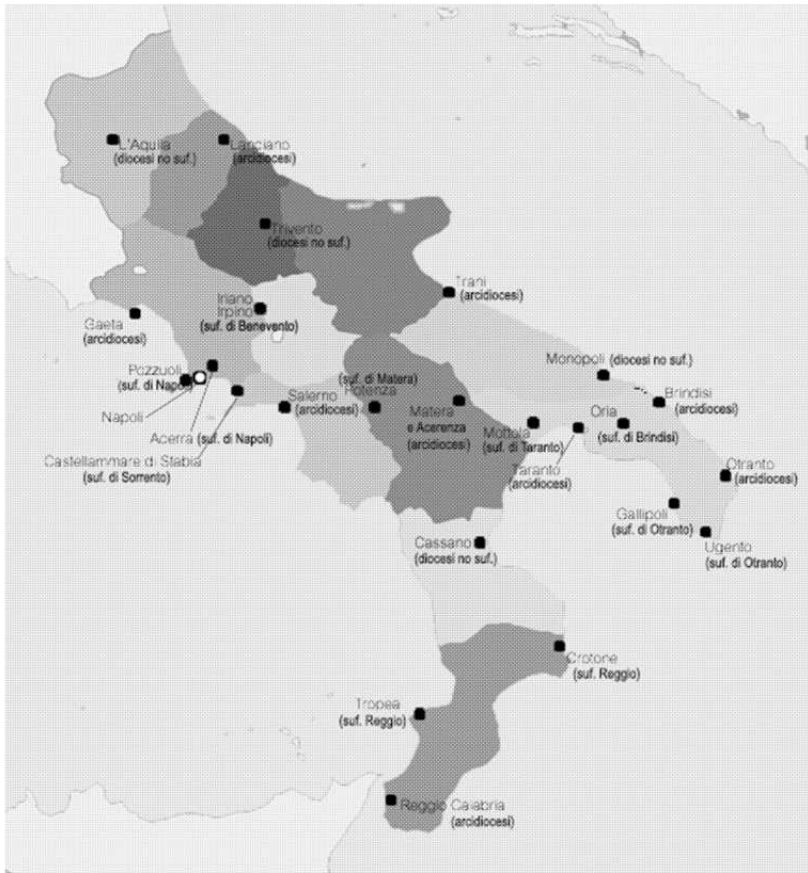 L'Aquila
(diocesi no suf.)
Lanciano
(arcidiocesi)
Trivento
(diocesi no suf.)
Trani
(arcidiocesi)
Iriano
Irpino
(suf. di Benevento)
Gaeta
(arcidiocesi)
Pozzuoli
(suf. di Napoli)
Napoli
Acerra (suf. di Napoli)
Castellammare di Stabia
(suf. di Sorrento)
Salerno
(arcidiocesi)
(suf. di Matera)
Potenza
Matera
e Acerenza
(arcidiocesi)
Monopoli (diocesi no suf.)
Brindisi
(arcidiocesi)
Oria
(suf. di Brindisi)
Mottola
(suf. di Taranto)
Taranto
(arcidiocesi)
Otranto
(arcidiocesi)
Gallipoli
(suf. di Otranto)
Ugento
(suf. di Otranto)
Cassano
(diocesi no suf.)
Crotone
(suf. Reggio)
Tropea
(suf. Reggio)
Reggio Calabria
(arcidiocesi)